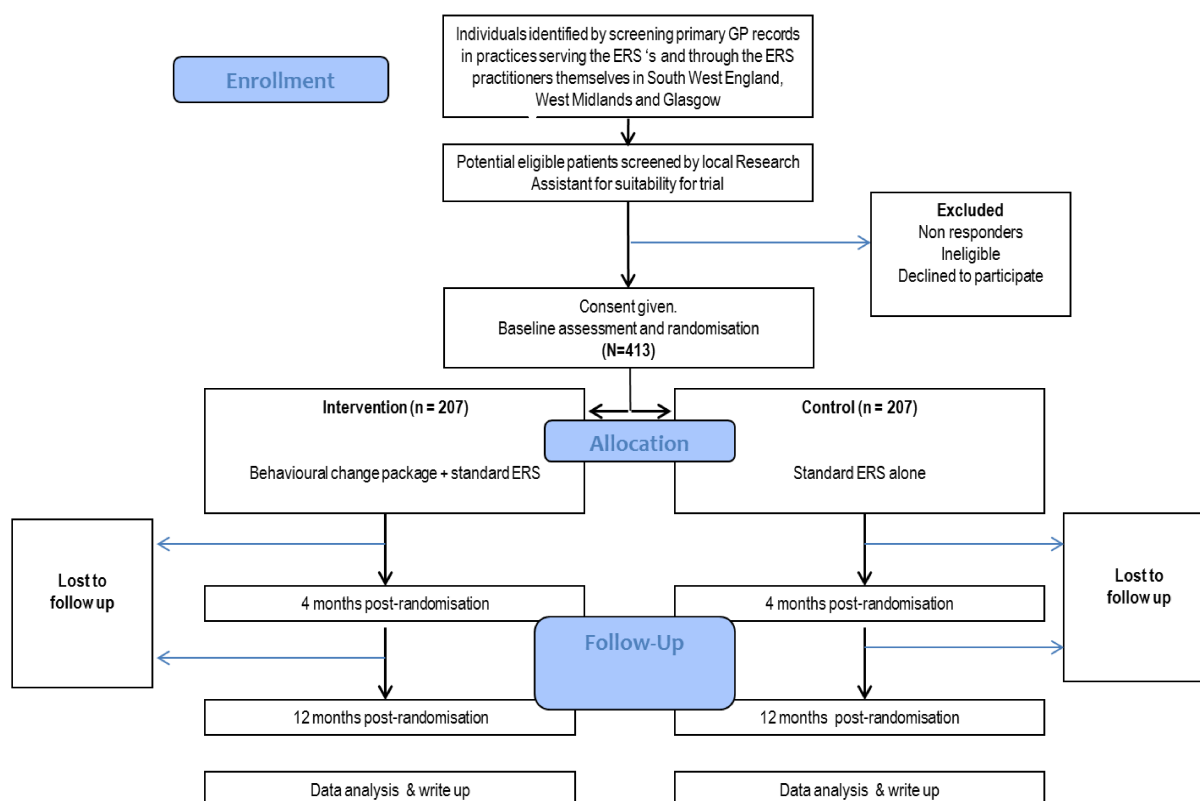 Individuals identified by screening primary GP records
in practices serving the ERS ‘s and through the ERS
practitioners themselves in South West England,
West Midlands and Glasgow
Enrollment
Potential eligible patients screened by local Research
Assistant for suitability for trial
Excluded
Non responders
Ineligible
Declined to participate
Consent given.
Baseline assessment and randomisation
(N=413)
Intervention (n = 207)
Behavioural change package + standard ERS
Control (n = 207)
Standard ERS alone
Allocation
Lost to
follow up
Lost to
follow up
4 months post-randomisation
4 months post-randomisation
Follow-Up
12 months post-randomisation
12 months post-randomisation
Data analysis & write up
Data analysis & write up